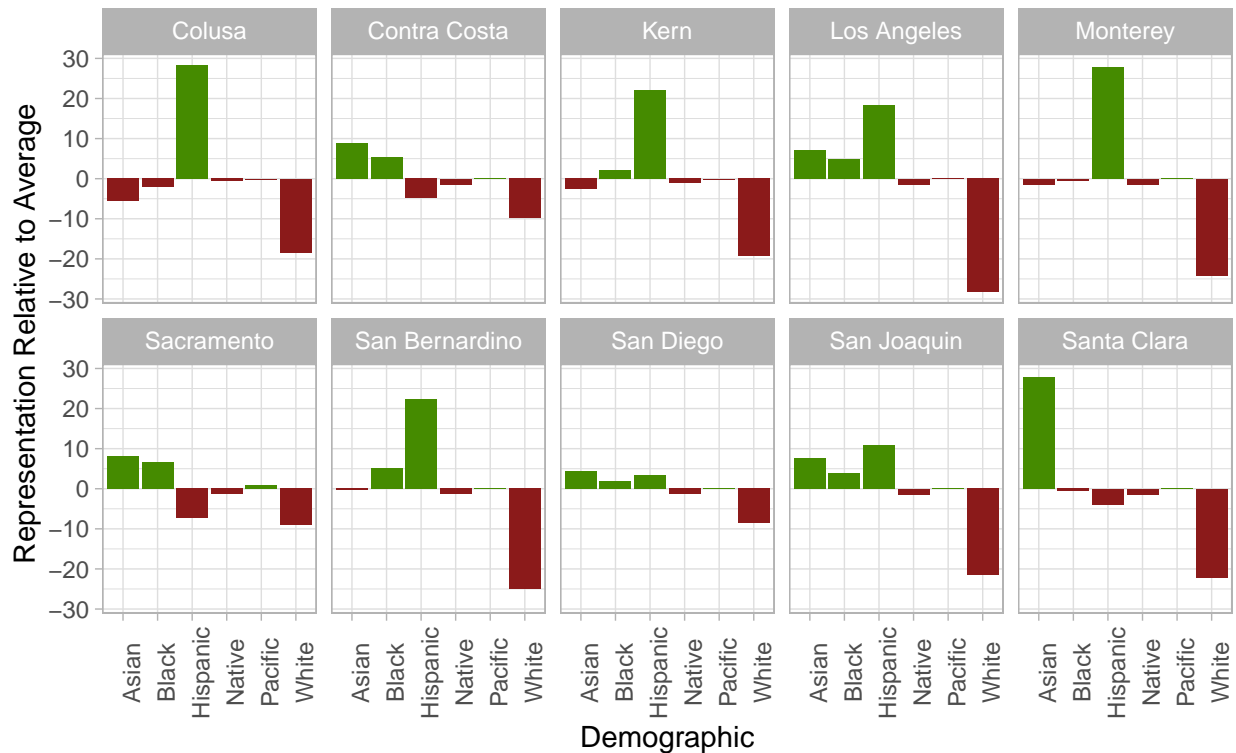 Colusa Contra Costa Kern Los Angeles Monterey
30
20
10
0
−10
−20
−30
Sacramento San Bernardino San Diego San Joaquin Santa Clara
30
20
10
0
−10
−20
−30
Asian Black Hispanic Native Pacific White Asian Black Hispanic Native Pacific White Asian Black Hispanic Native Pacific White Asian Black Hispanic Native Pacific White Asian Black Hispanic Native Pacific White
Demographic
Representation Relative to Average